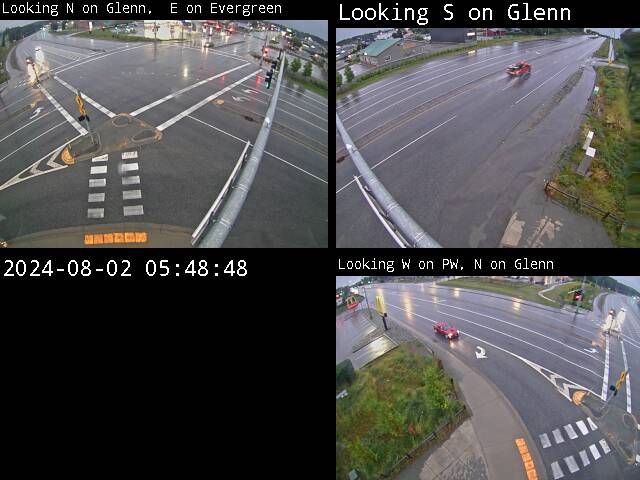 Looking N on Glenn, E on Evergreen
Looking S on Glenn
2024-08-02 05:48:48
Looking W on PW, N on Glenn